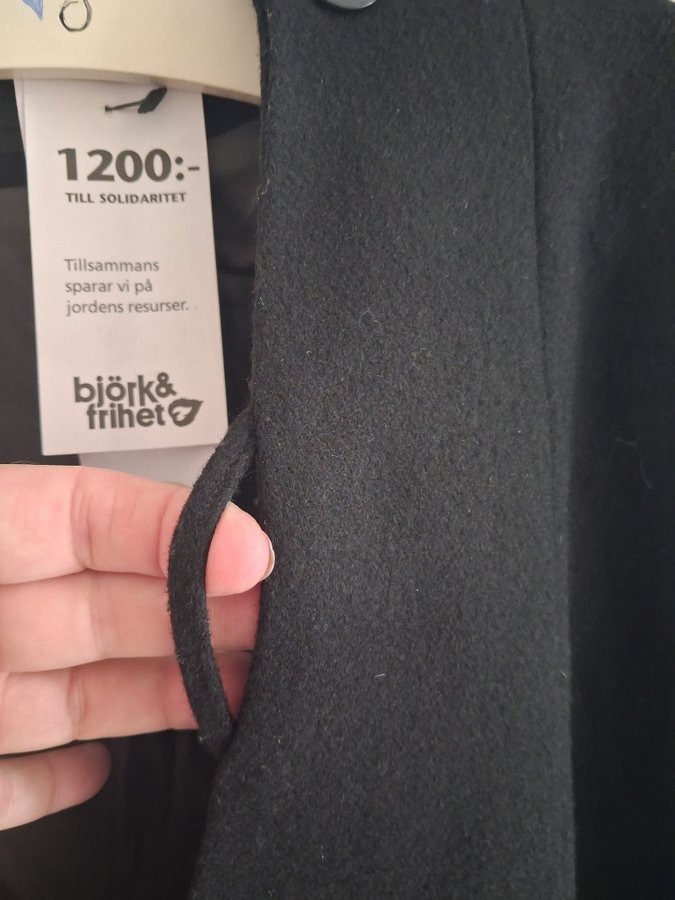 1200:-
TILL SOLIDARITET
Tillsammans
sparar vi på
jordens resurser.
björk&
frihet